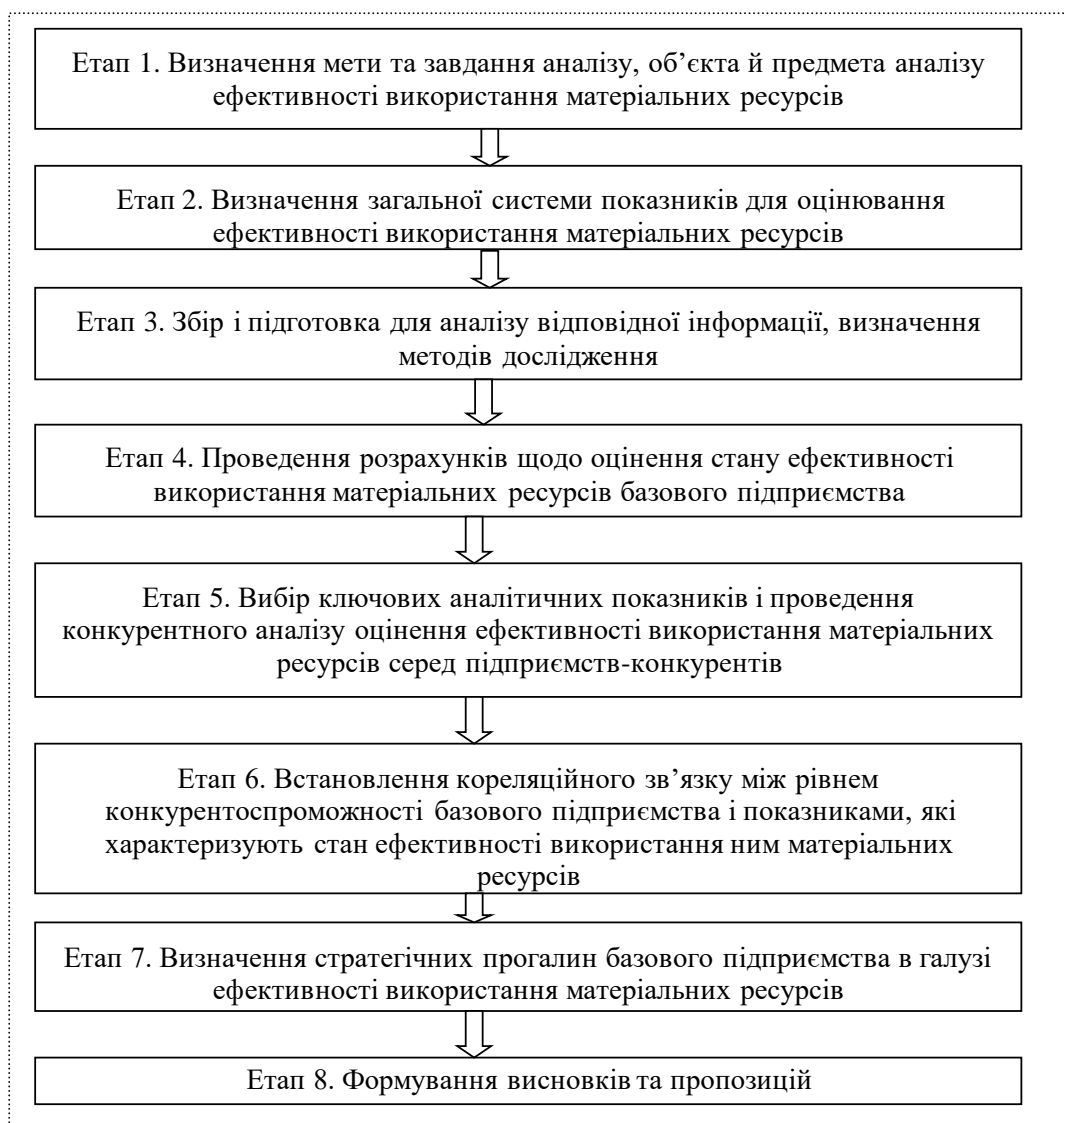 Етап 1. Визначення мети та завдання аналізу, об’єкта й предмета аналізу
ефективності використання матеріальних ресурсів
Етап 2. Визначення загальної системи показників для оцінювання
ефективності використання матеріальних ресурсів
Етап 3. Збір і підготовка для аналізу відповідної інформації, визначення
методів дослідження
Етап 4. Проведення розрахунків щодо оцінення стану ефективності
використання матеріальних ресурсів базового підприємства
Етап 5. Вибір ключових аналітичних показників і проведення
конкурентного аналізу оцінення ефективності використання матеріальних
ресурсів серед підприємств-конкурентів
Етап 6. Встановлення кореляційного зв’язку між рівнем
конкурентоспроможності базового підприємства і показниками, які
характеризують стан ефективності використання ним матеріальних
ресурсів
Етап 7. Визначення стратегічних прогалин базового підприємства в галузі
ефективності використання матеріальних ресурсів
Етап 8. Формування висновків та пропозицій